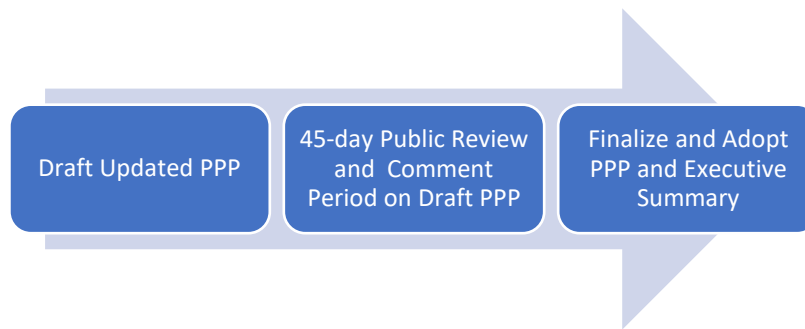 Draft Updated PPP
45-day Public Review
and Comment
Period on Draft PPP
Finalize and Adopt
PPP and Executive
Summary